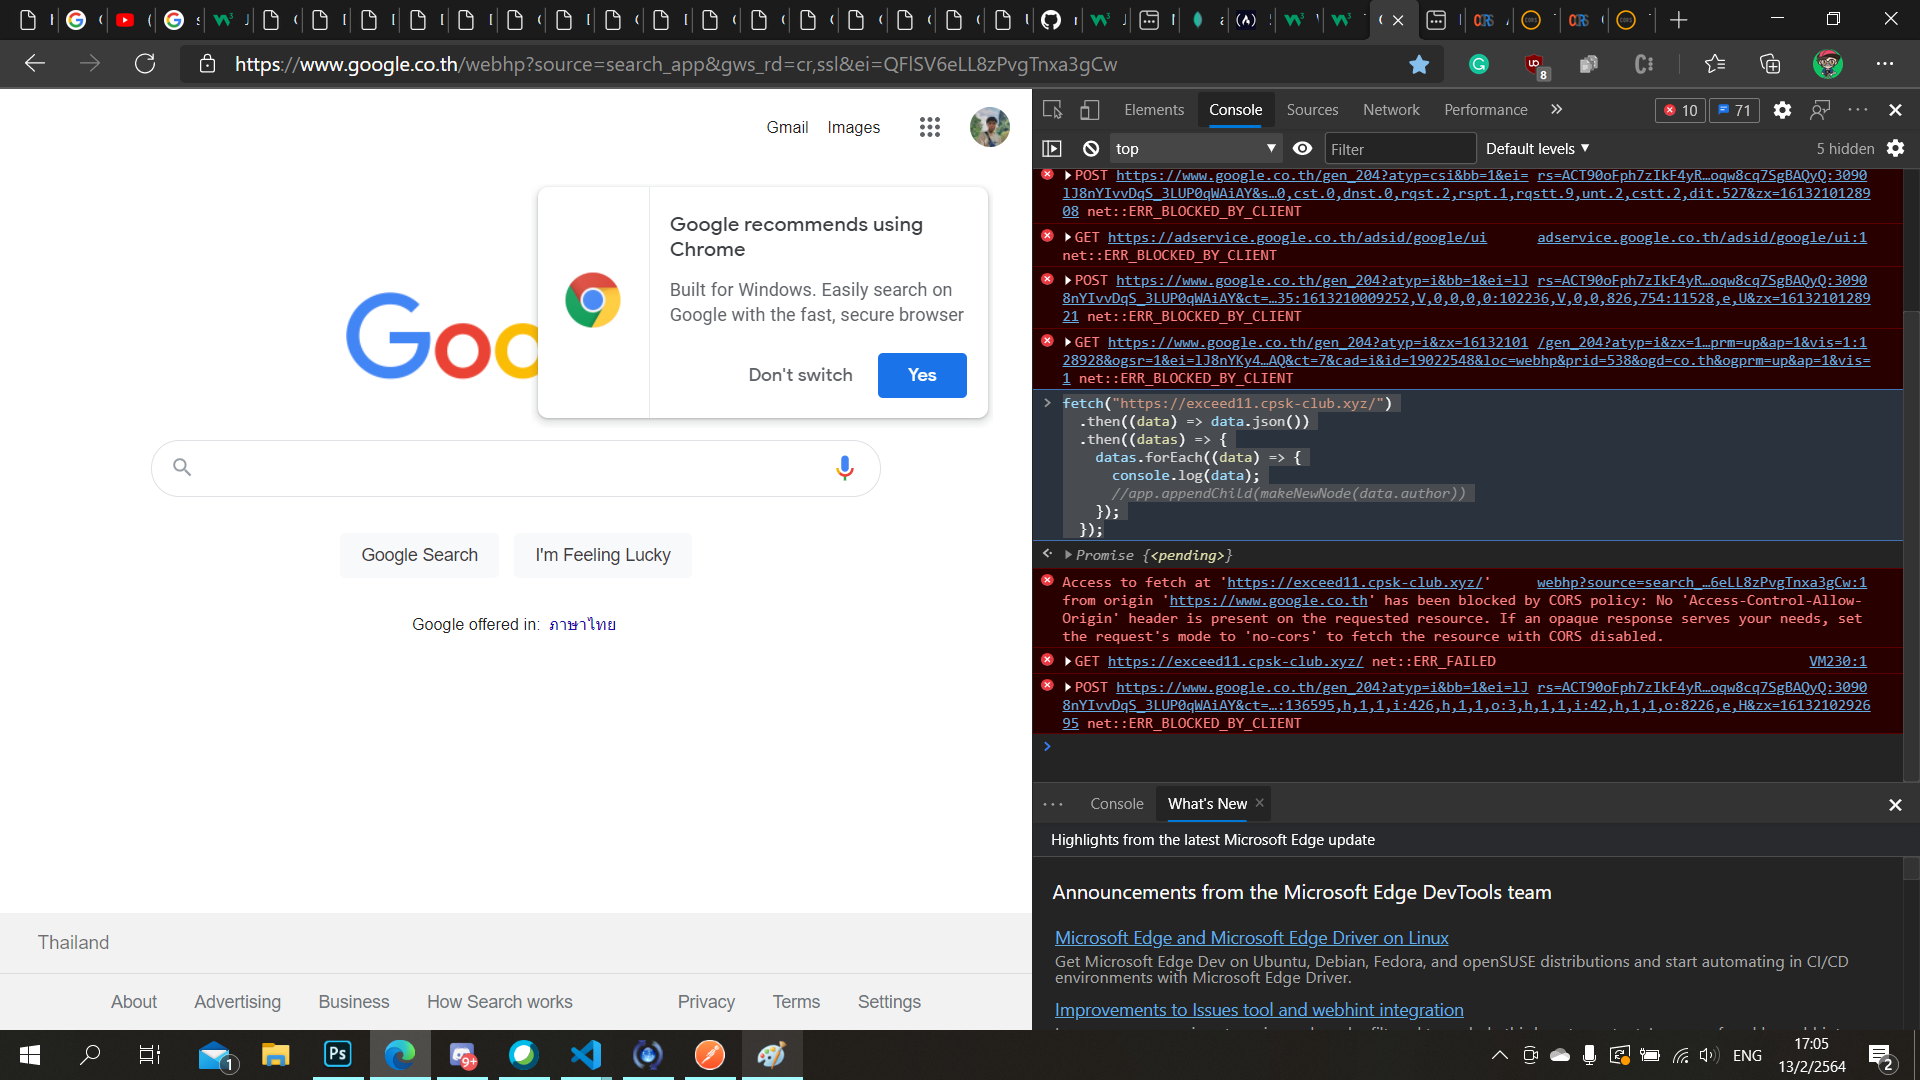 https://www.google.co.th/webhp?source=search_app&gws_rd=cr,ssl&ei=QFlSV6eLL8zPvgTnxa3gCw
8
Gmail
Images
Google recommends using
Chrome
Built for Windows. Easily search on
Google with the fast, secure browser
Don't switch
Yes
Google Search
I'm Feeling Lucky
Google offered in: ภาษาไทย
Thailand
About
Advertising
Business
How Search works
Privacy
Terms
Settings
Elements
Console
Sources
Network
Performance
10
71
top
Filter
Default levels
5 hidden
POST https://www.google.co.th/gen_204?atyp=csi&bb=1&ei= rs=ACT90oFph7zIkF4yR…oqw8cq7SgBAQyQ:3090
lJ8nYIvvDqS_3LUP0qWAiAY&s…0,cst.0,dnst.0,rqst.2,rspt.1,rqstt.9,unt.2,cstt.2,dit.527&zx=16132101289
08 net::ERR_BLOCKED_BY_CLIENT
GET https://adservice.google.co.th/adsid/google/ui adservice.google.co.th/adsid/google/ui:1
net::ERR_BLOCKED_BY_CLIENT
POST https://www.google.co.th/gen_204?atyp=i&bb=1&ei=lJ rs=ACT90oFph7zIkF4yR…oqw8cq7SgBAQyQ:3090
8nYIvvDqS_3LUP0qWAiAY&ct=…35:1613210009252,V,0,0,0,0:102236,V,0,0,826,754:11528,e,U&zx=16132101289
21 net::ERR_BLOCKED_BY_CLIENT
GET https://www.google.co.th/gen_204?atyp=i&zx=16132101 /gen_204?atyp=i&zx=1…prm=up&ap=1&vis=1:1
28928&ogsr=1&ei=lJ8nYKy4…AQ&ct=7&cad=i&id=19022548&loc=webhp&prid=538&ogd=co.th&ogprm=up&ap=1&vis=
1 net::ERR_BLOCKED_BY_CLIENT
fetch("https://exceed11.cpsk-club.xyz/")
.then((data) => data.json())
.then((datas) => {
datas.forEach((data) => {
console.log(data);
//app.appendChild(makeNewNode(data.author))
});
});
Promise {<pending>}
Access to fetch at 'https://exceed11.cpsk-club.xyz/' webhp?source=search_…6eLL8zPvgTnxa3gCw:1
from origin 'https://www.google.co.th' has been blocked by CORS policy: No 'Access-Control-Allow-
Origin' header is present on the requested resource. If an opaque response serves your needs, set
the request's mode to 'no-cors' to fetch the resource with CORS disabled.
GET https://exceed11.cpsk-club.xyz/ net::ERR_FAILED VM230:1
POST https://www.google.co.th/gen_204?atyp=i&bb=1&ei=lJ rs=ACT90oFph7zIkF4yR…oqw8cq7SgBAQyQ:3090
8nYIvvDqS_3LUP0qWAiAY&ct=…:136595,h,1,1,i:426,h,1,1,o:3,h,1,1,i:42,h,1,1,o:8226,e,H&zx=16132102926
95 net::ERR_BLOCKED_BY_CLIENT
Console
What's New
Highlights from the latest Microsoft Edge update
Announcements from the Microsoft Edge DevTools team
Microsoft Edge and Microsoft Edge Driver on Linux
Get Microsoft Edge Dev on Ubuntu, Debian, Fedora, and openSUSE distributions and start automating in CI/CD
environments with Microsoft Edge Driver.
Improvements to Issues tool and webhint integration
1
Ps
9+
ENG
17:05
13/2/2564
2